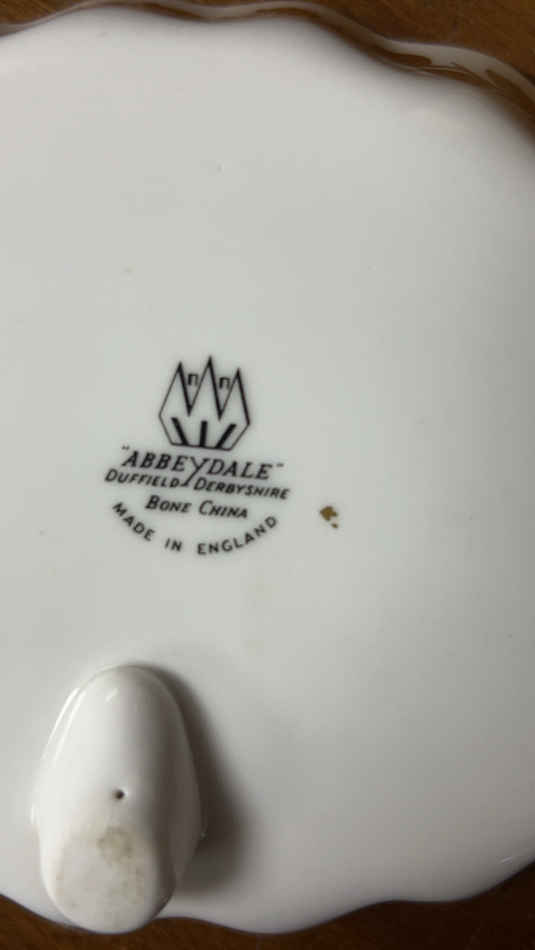 "ABBEYDALE"
DUFFIELD DERBYSHIRE
BONE CHINA
MADE IN ENGLAND